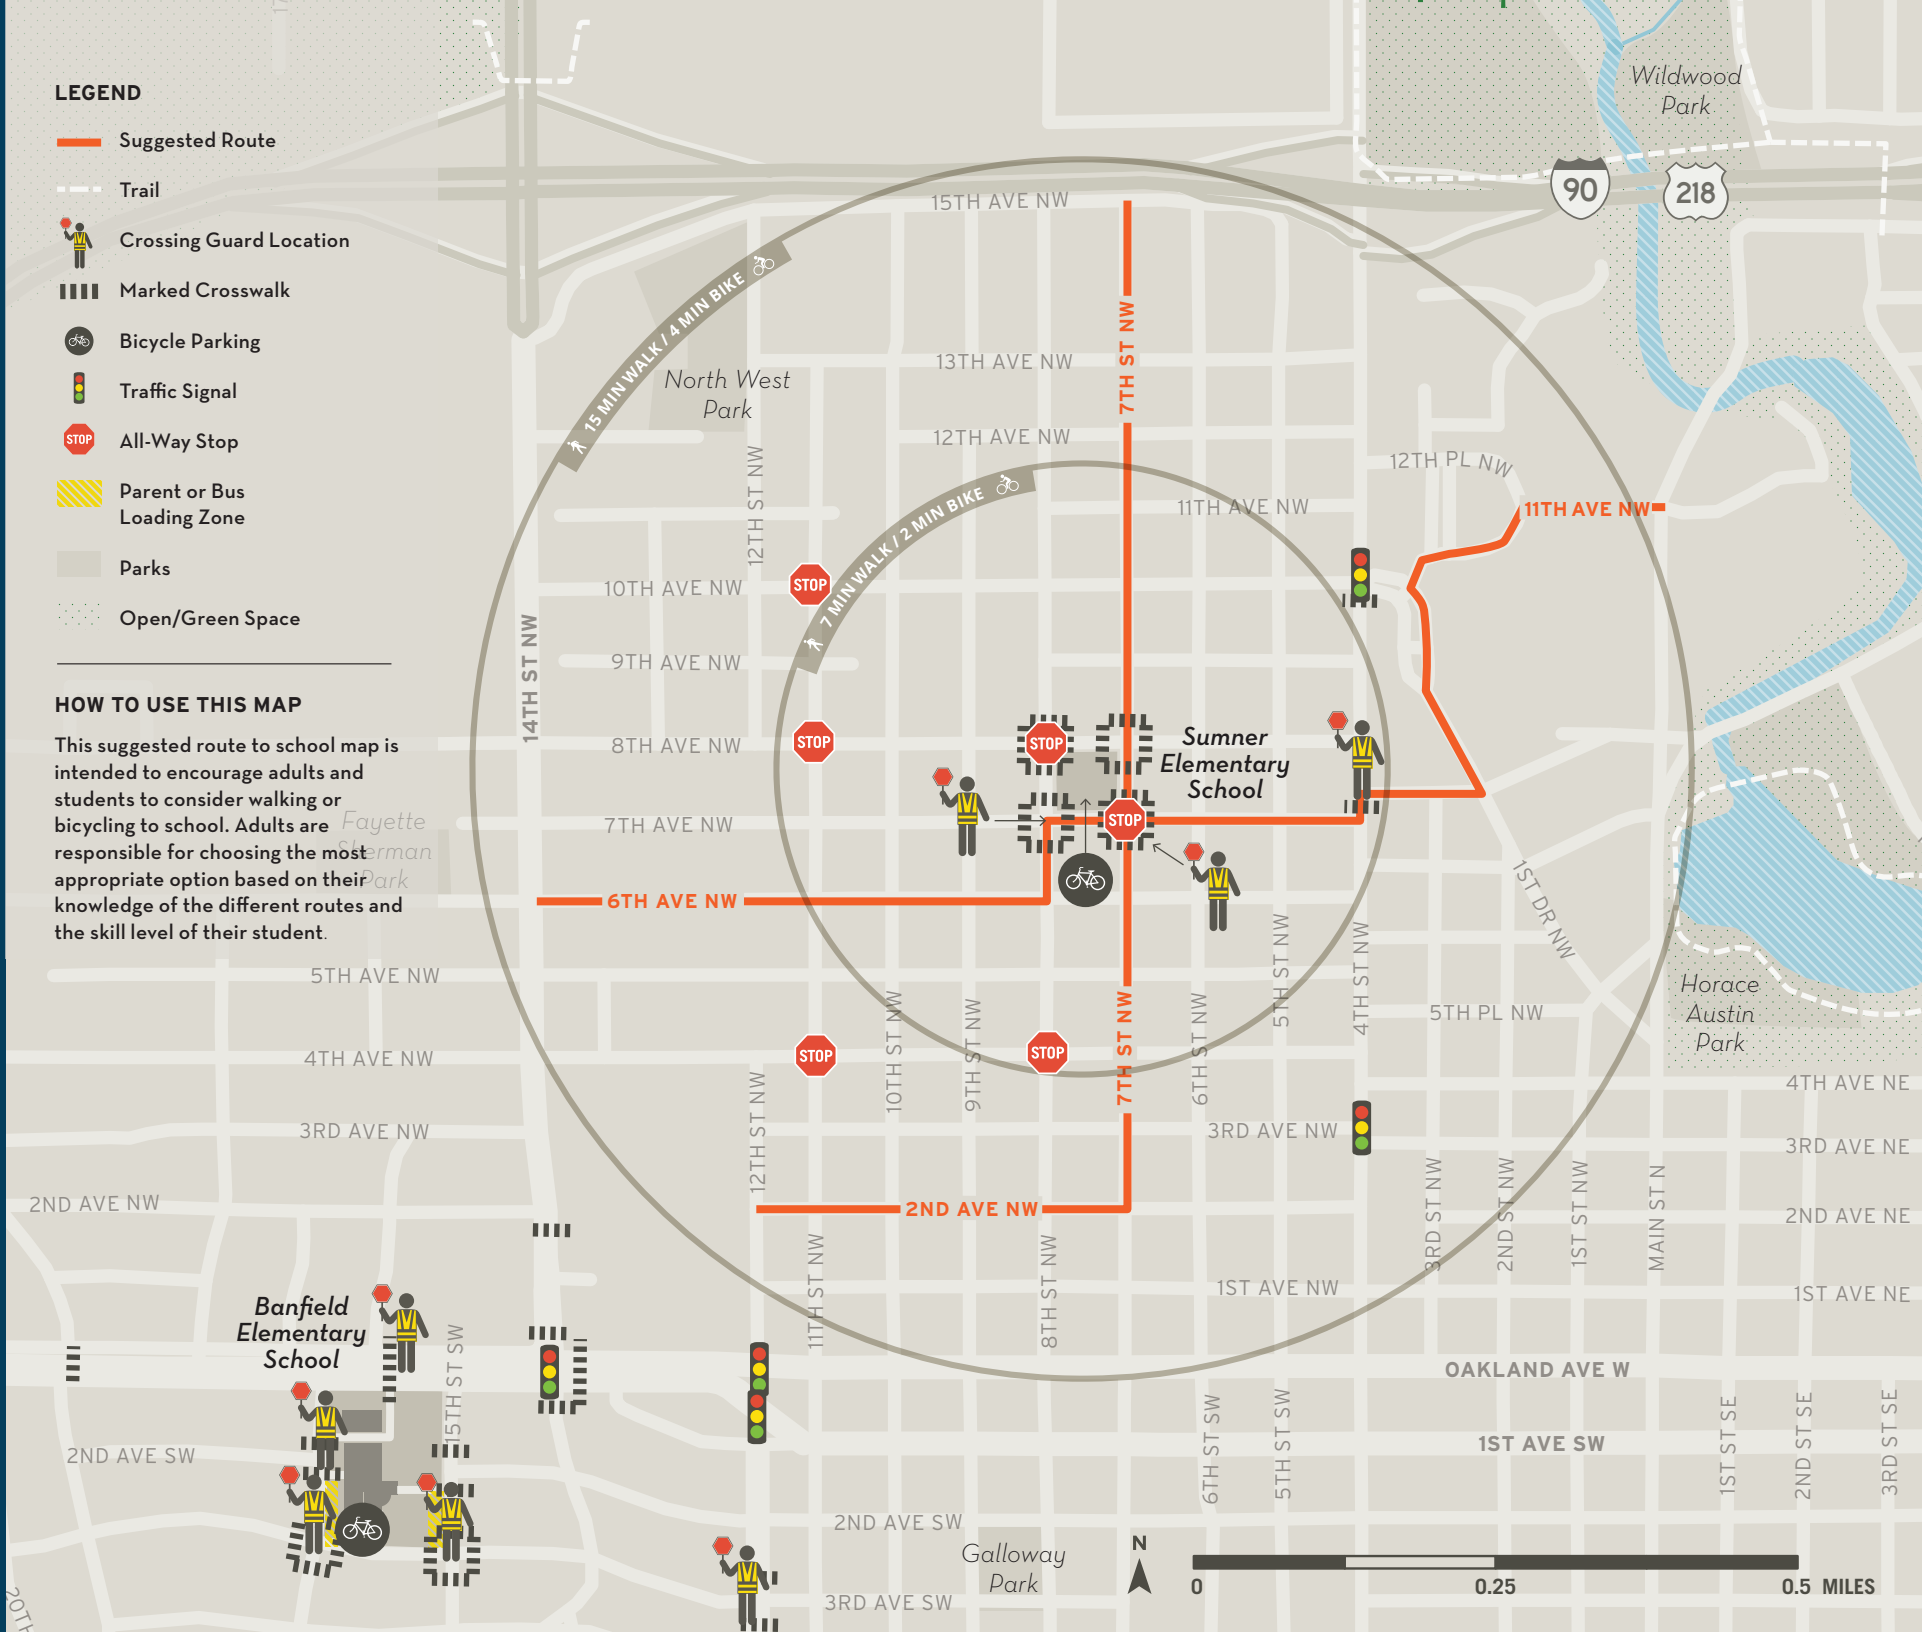 LEGEND
Suggested Route
Trail
Crossing Guard Location
Marked Crosswalk
Bicycle Parking
Traffic Signal
STOP
All-Way Stop
Parent or Bus
Loading Zone
Parks
Open/Green Space
HOW TO USE THIS MAP
This suggested route to school map is
intended to encourage adults and
students to consider walking or
bicycling to school. Adults are
responsible for choosing the most
appropriate option based on their
knowledge of the different routes and
the skill level of their student.
Fayette
Sherman
Park
Wildwood
Park
90
218
15TH AVE NW
15 MIN WALK / 4 MIN BIKE
North West
Park
13TH AVE NW
7TH ST NW
12TH AVE NW
12TH PL NW
12TH ST NW
7 MIN WALK / 2 MIN BIKE
11TH AVE NW
11TH AVE NW
10TH AVE NW
STOP
14TH ST NW
9TH AVE NW
8TH AVE NW
STOP
STOP
Sumner
Elementary
School
7TH AVE NW
STOP
6TH AVE NW
1ST DR NW
5TH AVE NW
10TH ST NW
9TH ST NW
7TH ST NW
6TH ST NW
5TH ST NW
4TH ST NW
5TH PL NW
Horace
Austin
Park
4TH AVE NW
STOP
STOP
4TH AVE NE
12TH ST NW
3RD AVE NW
3RD AVE NW
3RD AVE NE
2ND AVE NW
2ND AVE NW
3RD ST NW
2ND ST NW
1ST ST NW
MAIN ST N
2ND AVE NE
11TH ST NW
8TH ST NW
1ST AVE NW
1ST AVE NE
Banfield
Elementary
School
15TH ST SW
OAKLAND AVE W
2ND AVE SW
6TH ST SW
5TH ST SW
1ST AVE SW
1ST ST SE
2ND ST SE
3RD ST SE
2ND AVE SW
Galloway
Park
N
0
0.25
0.5 MILES
3RD AVE SW
20TH